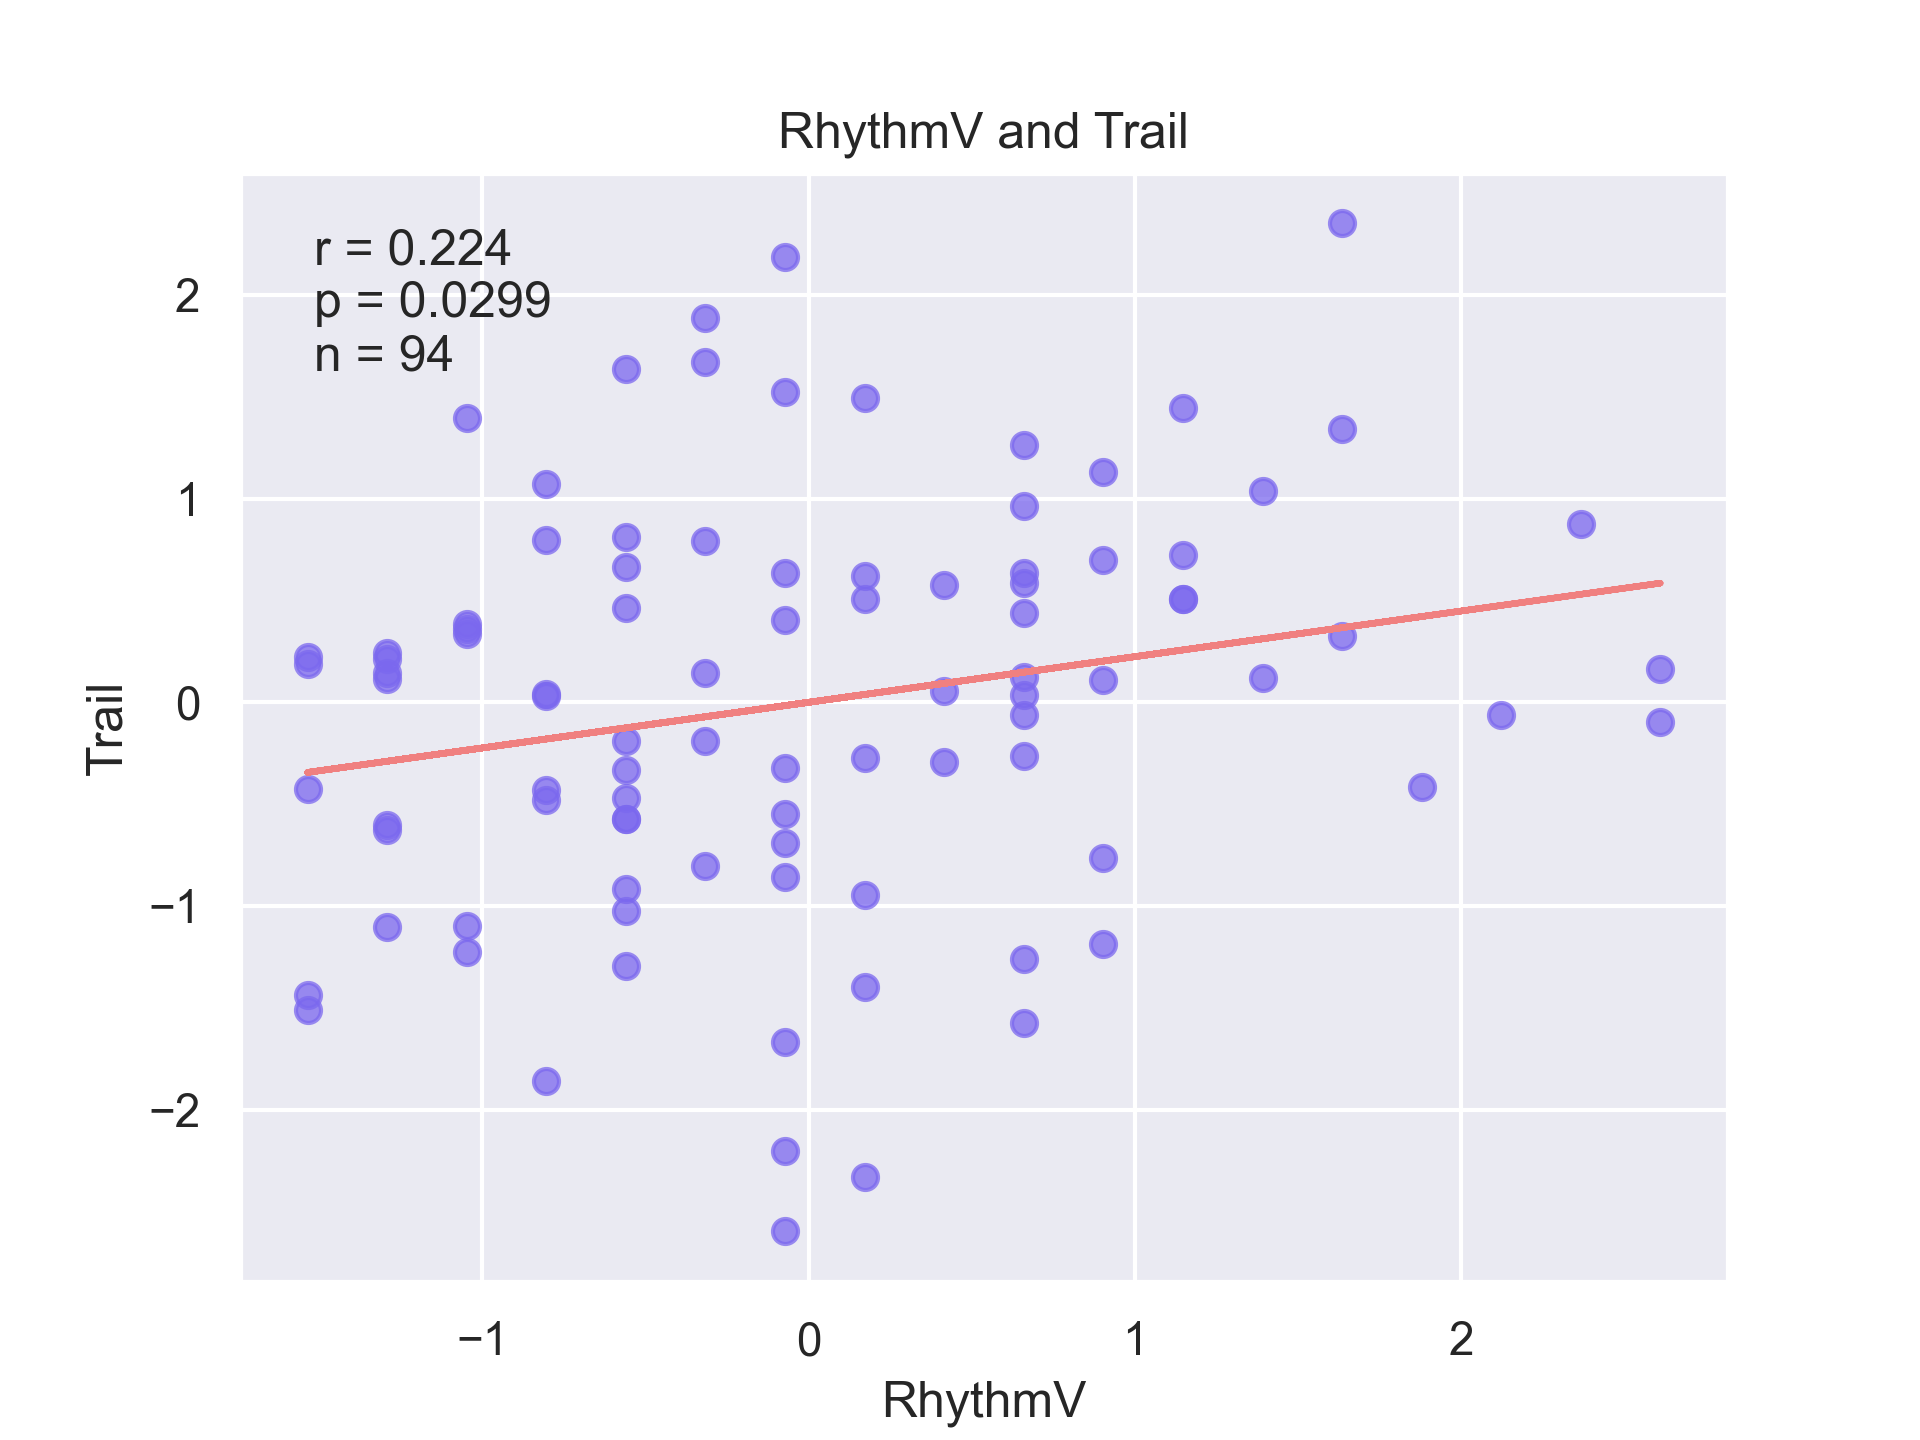 RhythmV and Trail
r = 0.224
p = 0.0299
n = 94
2
1
0
−1
−2
Trail
−1
0
1
2
RhythmV